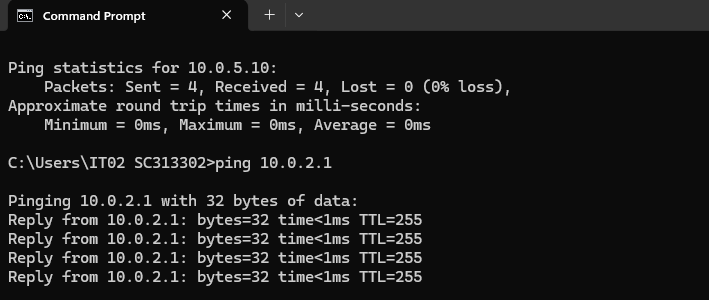 Command Prompt
Ping statistics for 10.0.5.10:
    Packets: Sent = 4, Received = 4, Lost = 0 (0% loss),
Approximate round trip times in milli-seconds:
    Minimum = 0ms, Maximum = 0ms, Average = 0ms
C:\Users\IT02 SC313302>ping 10.0.2.1
Pinging 10.0.2.1 with 32 bytes of data:
Reply from 10.0.2.1: bytes=32 time<1ms TTL=255
Reply from 10.0.2.1: bytes=32 time<1ms TTL=255
Reply from 10.0.2.1: bytes=32 time<1ms TTL=255
Reply from 10.0.2.1: bytes=32 time<1ms TTL=255